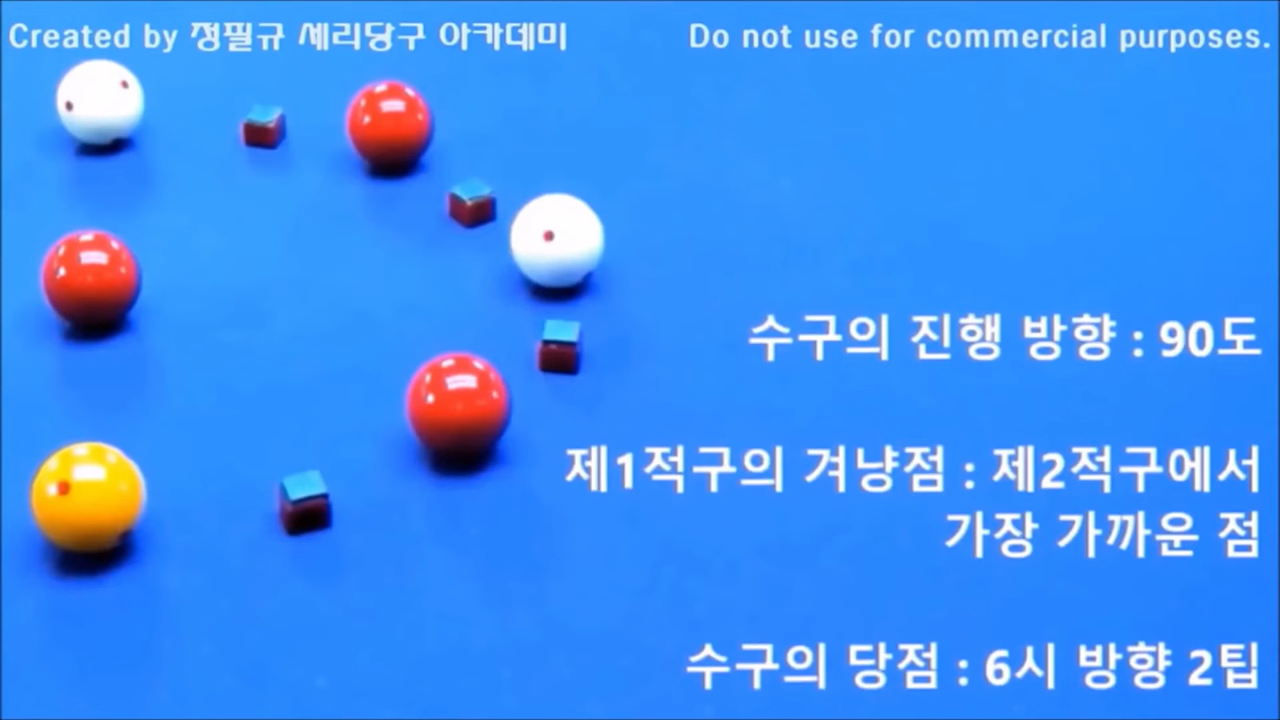 Created by 정필규 세리당구 아카데미
Do not use for commercial purposes.
수구의 진행 방향 : 90도
제1적구의 겨냥점 : 제2적구에서
가장 가까운 점
수구의 당점 : 6시 방향 2팁